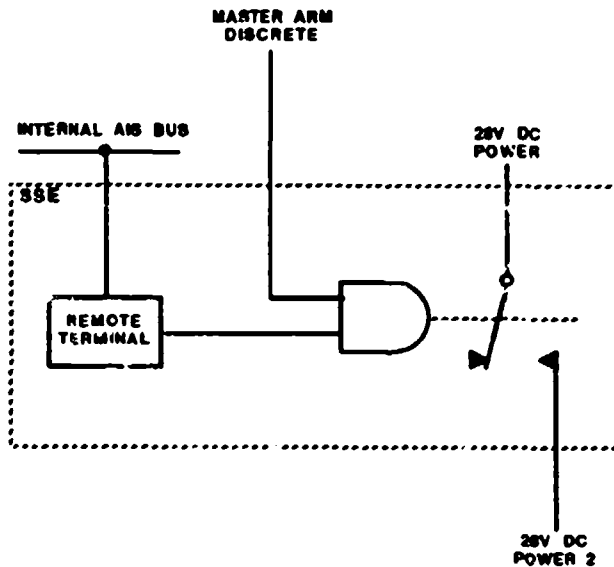 MASTER ARM
DISCRETE
INTERNAL AIS BUS
28V DC
POWER
SSE
REMOTE
TERMINAL
28V DC
POWER 2